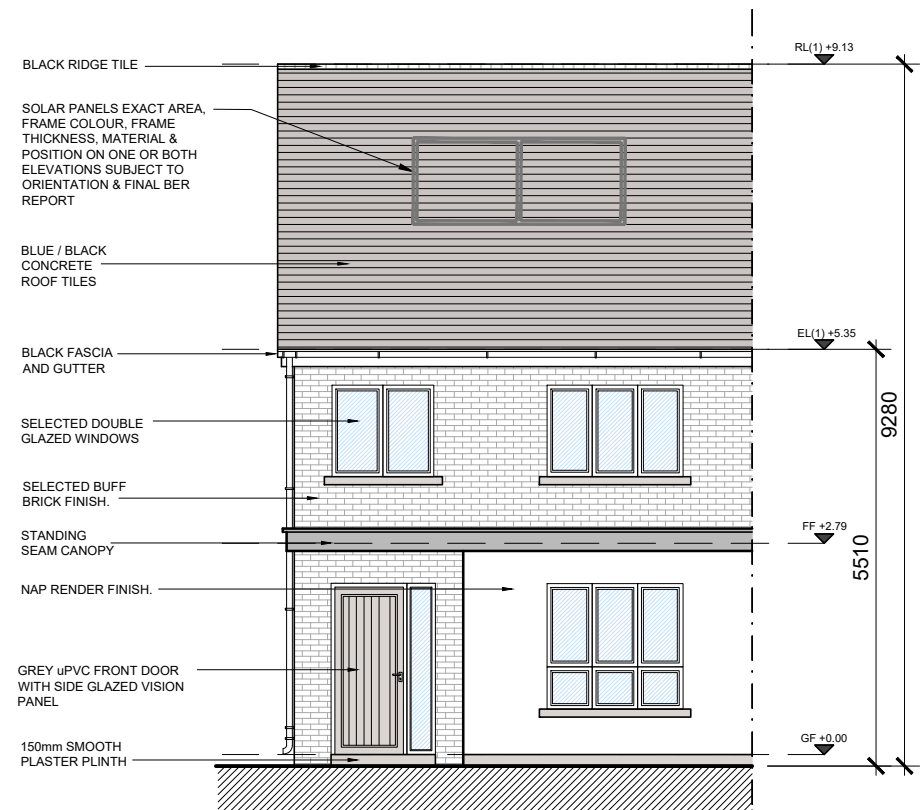 BLACK RIDGE TILE
SOLAR PANELS EXACT AREA,
FRAME COLOUR, FRAME
THICKNESS, MATERIAL &
POSITION ON ONE OR BOTH
ELEVATIONS SUBJECT TO
ORIENTATION & FINAL BER
REPORT
BLUE / BLACK
CONCRETE
ROOF TILES
BLACK FASCIA
AND GUTTER
SELECTED DOUBLE
GLAZED WINDOWS
SELECTED BUFF
BRICK FINISH.
STANDING
SEAM CANOPY
NAP RENDER FINISH.
GREY uPVC FRONT DOOR
WITH SIDE GLAZED VISION
PANEL
150mm SMOOTH
PLASTER PLINTH
RL(1) +9.13
EL(1) +5.35
FF +2.79
GF +0.00
5510
9280